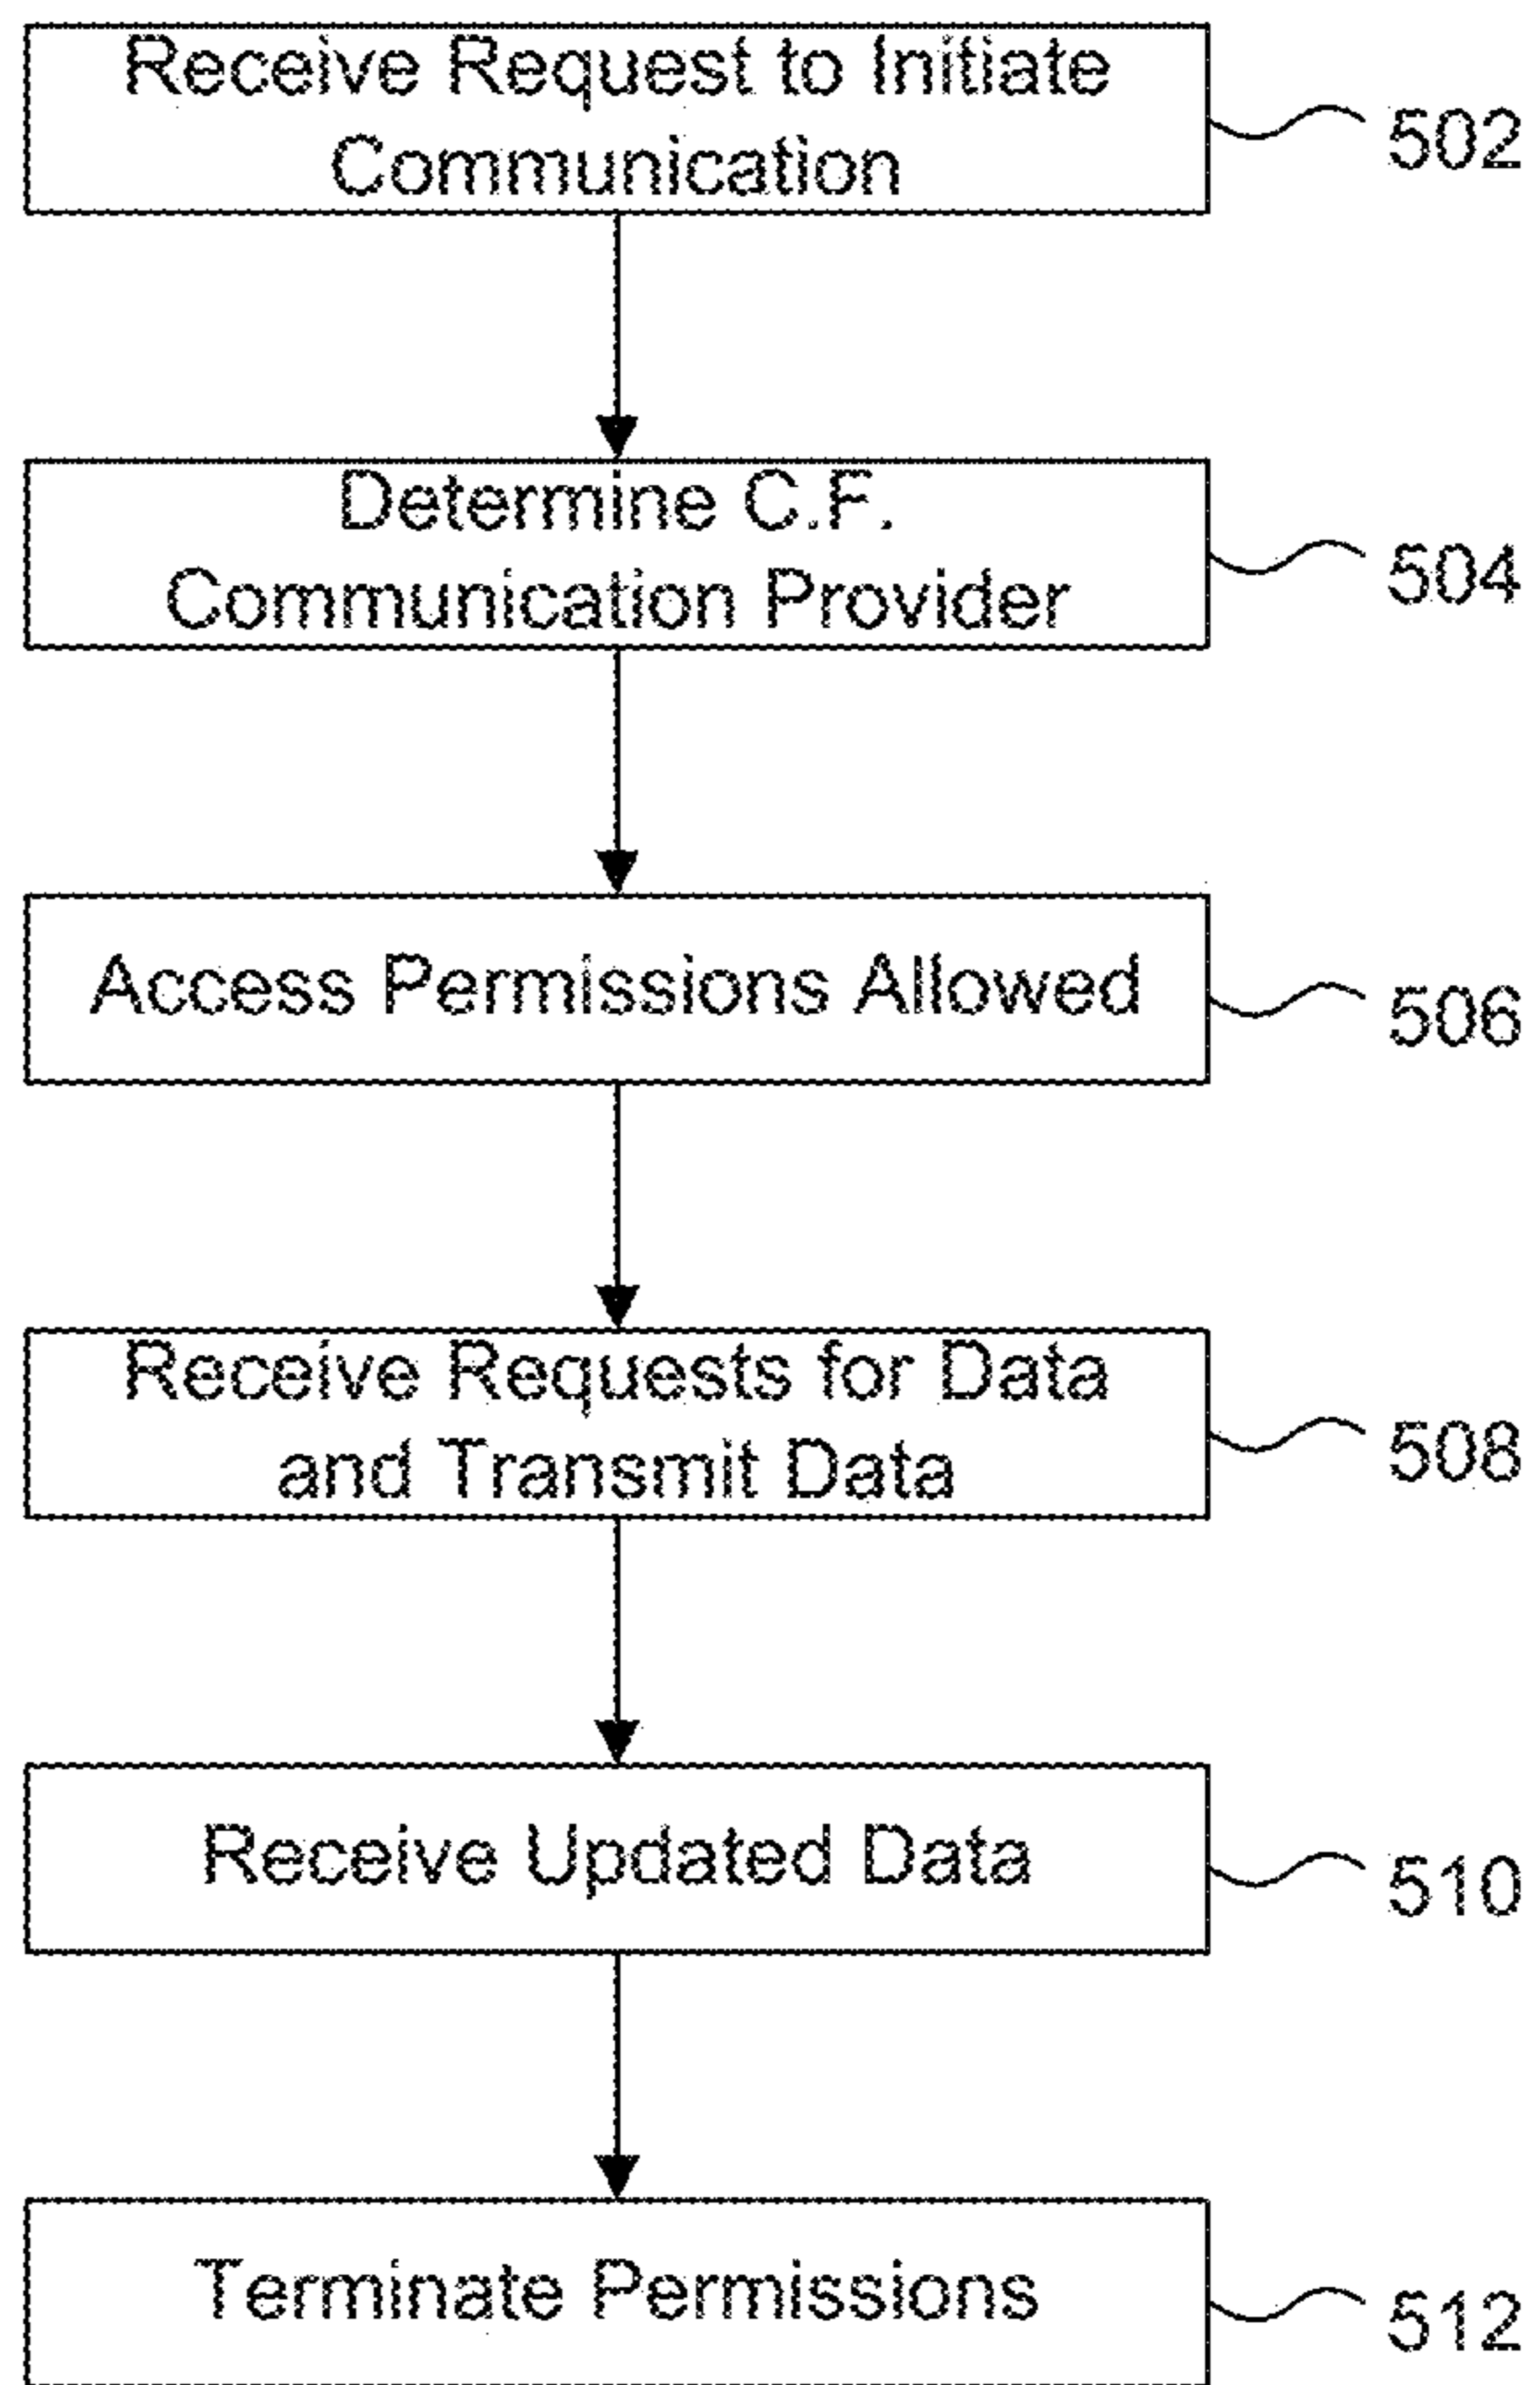 Receive Request to Initiate
Communication
502
Determine C.F.
Communication Provider
504
Access Permissions Allowed
506
Receive Requests for Data
and Transmit Data
508
Receive Updated Data
510
Terminate Permissions
512